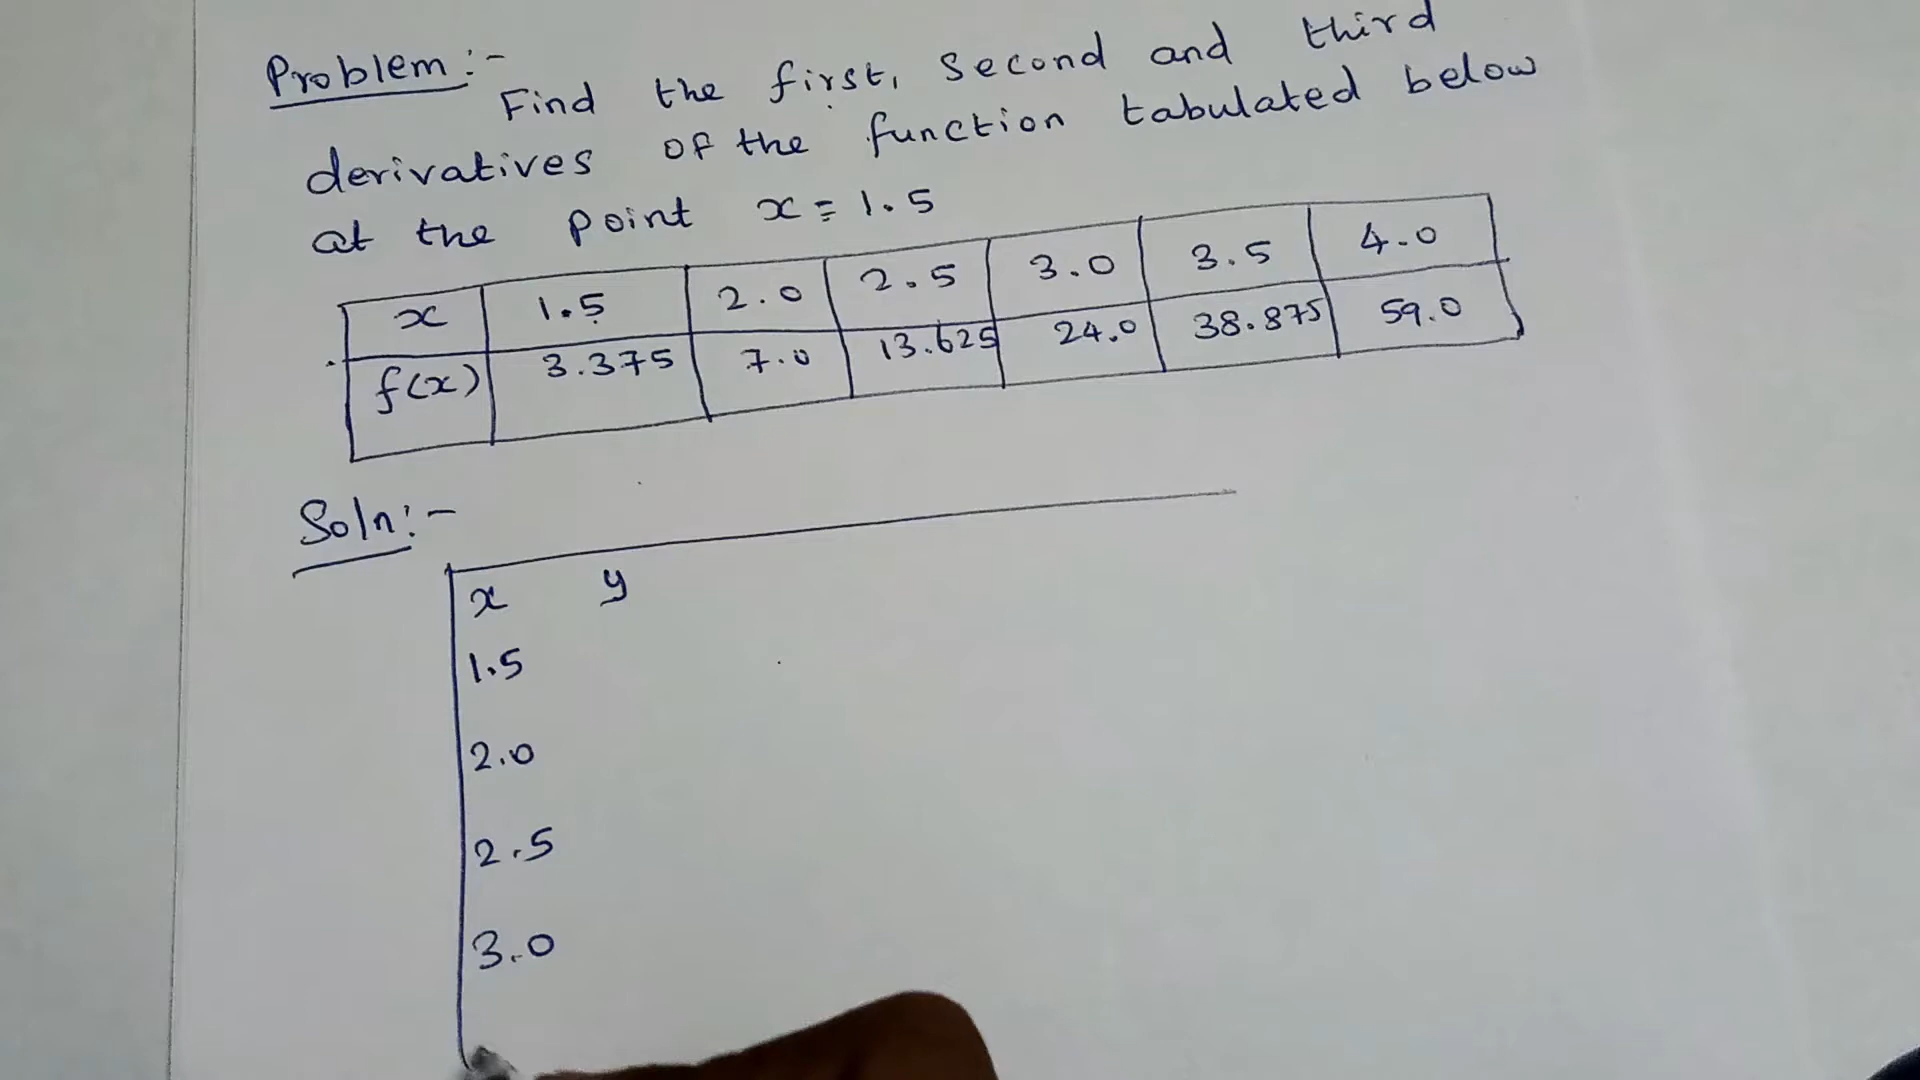 Problem:-
Find the first, second and third
derivatives of the function tabulated below
at the point x = 1.5
x 1.5 2.0 2.5 3.0 3.5 4.0
f(x) 3.375 7.0 13.625 24.0 38.875 59.0
Soln:-
x y
1.5
2.0
2.5
3.0